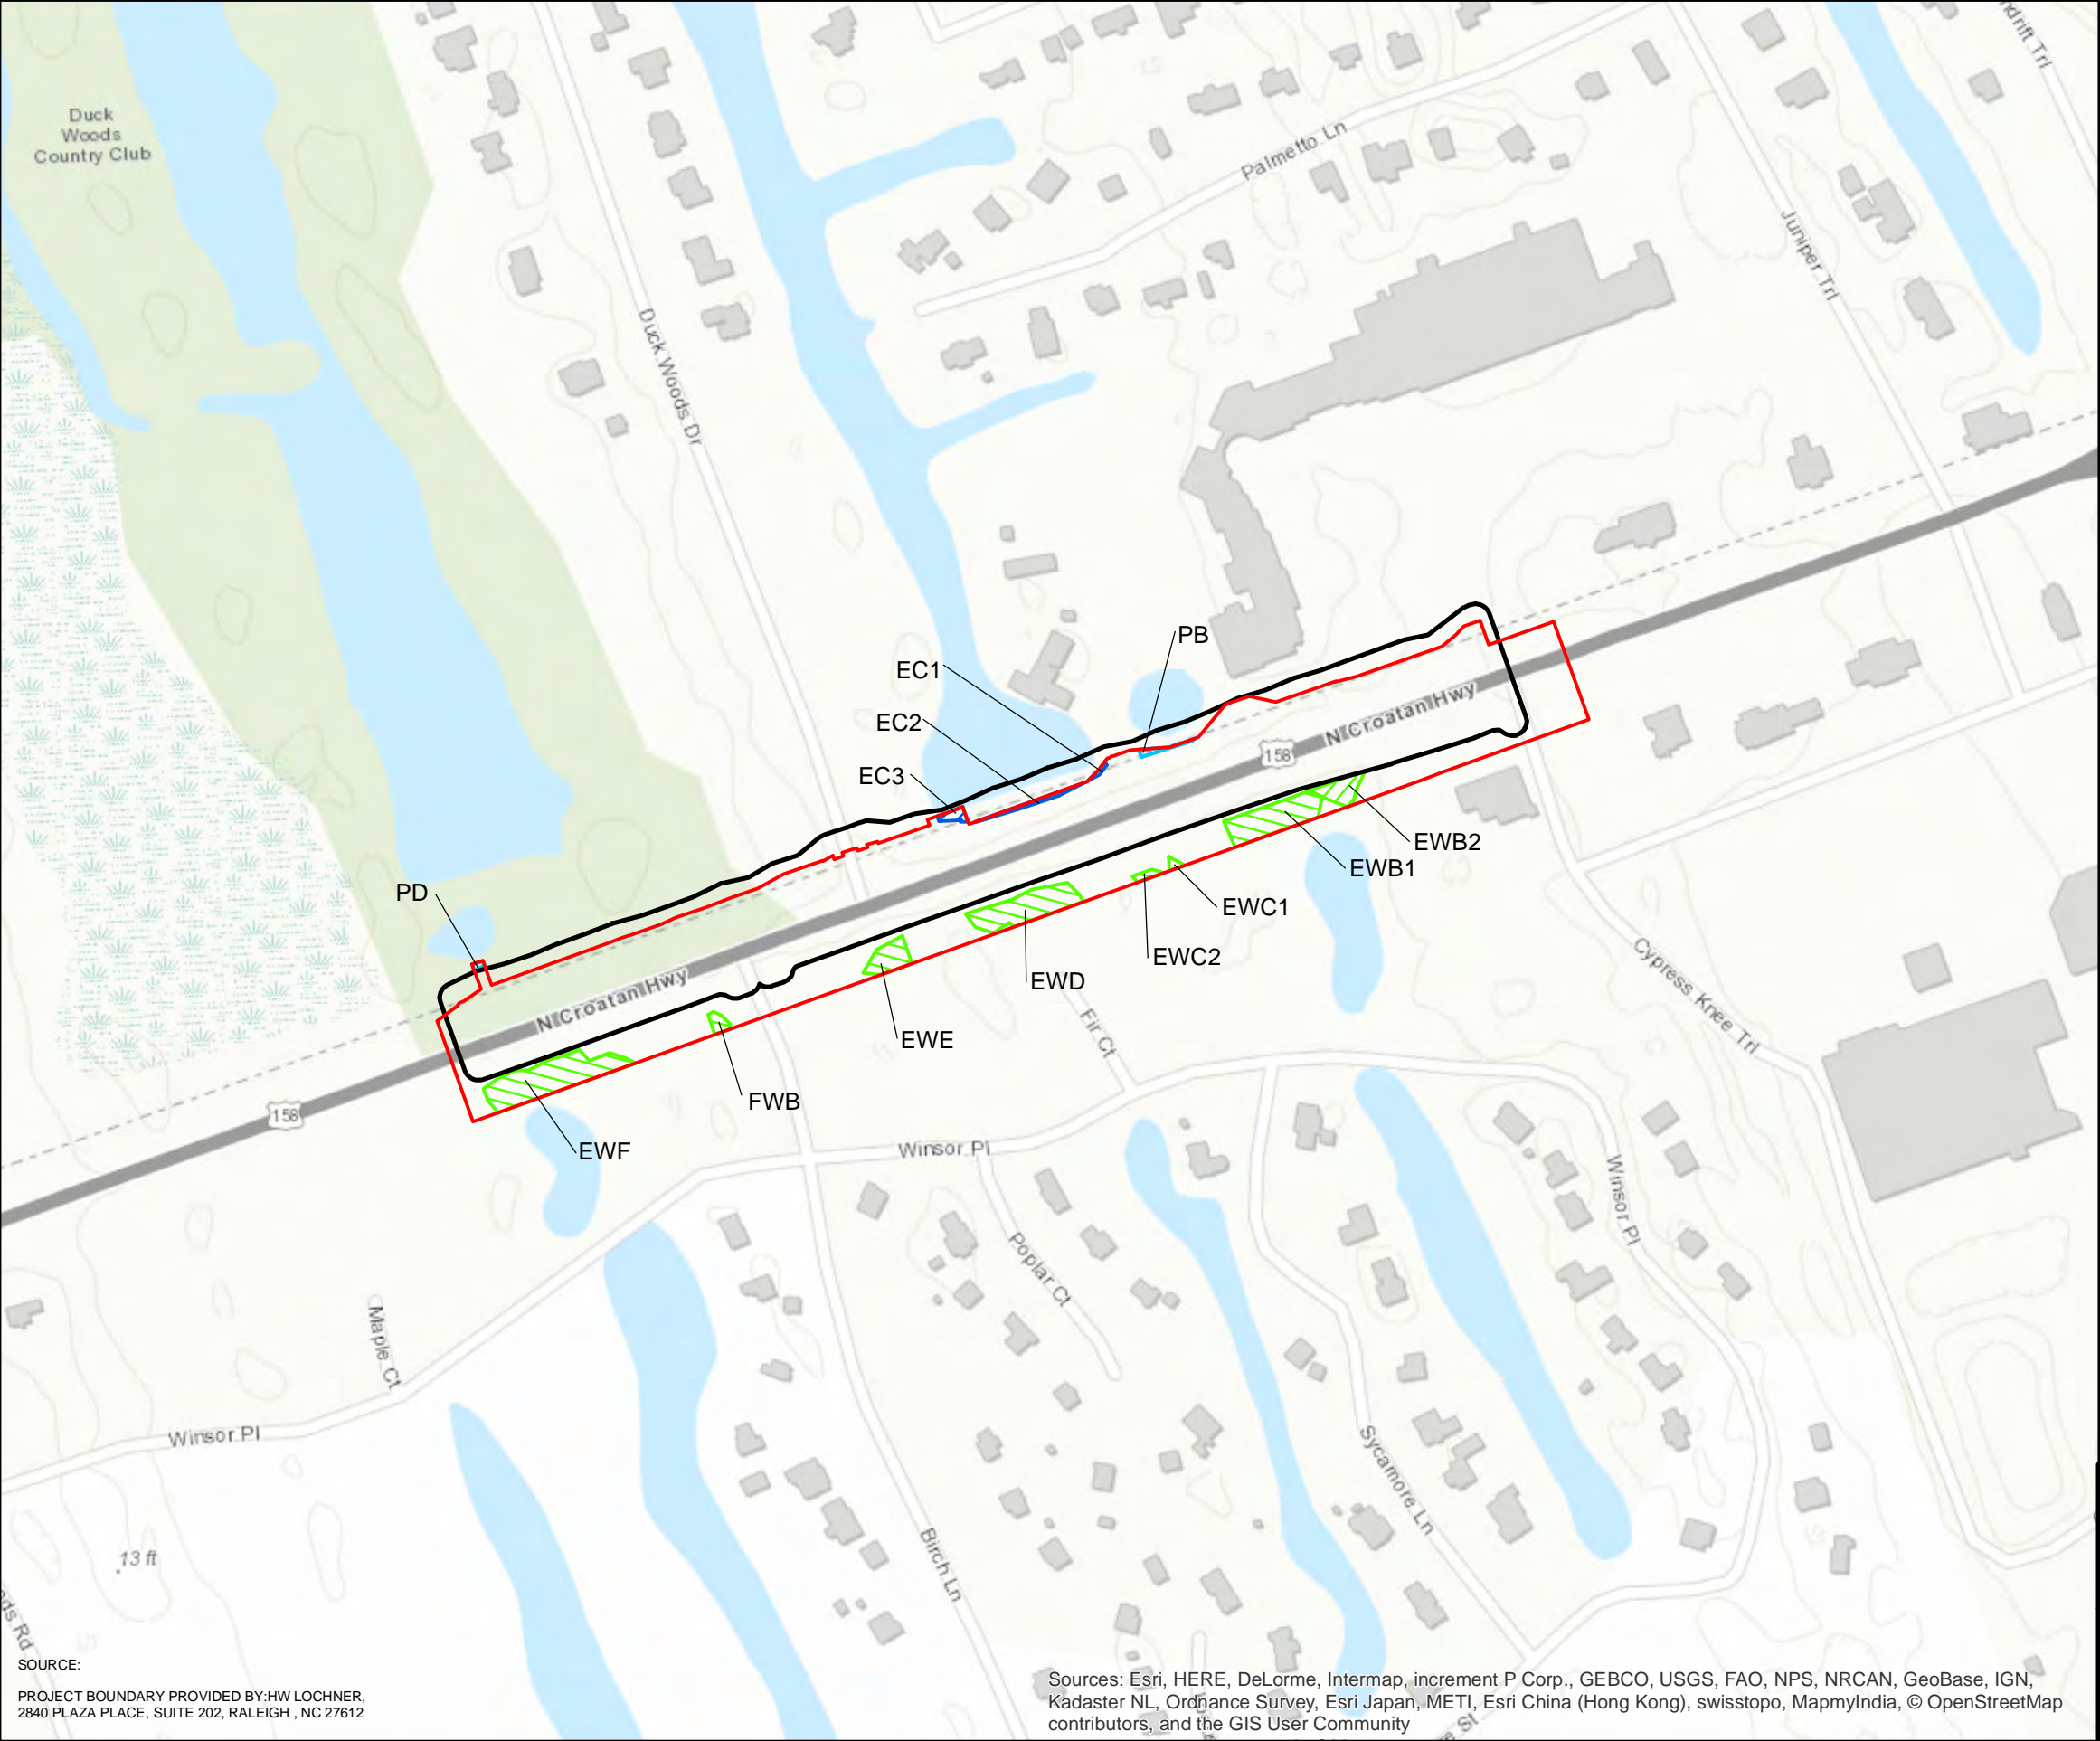 ndrift Trl
Duck
Woods
Country Club
Palmetto Ln
Juniper Trl
Duck Woods Dr
PB
EC1
EC2
N Croatan Hwy
158
EC3
EWB2
EWB1
PD
EWC1
EWC2
EWD
Cypress Knee Trl
N Croatan Hwy
Fir Ct
EWE
FWB
158
EWF
Winsor Pl
Winsor Pl
Poplar Ct
Maple Ct
Winsor Pl
Sycamore Ln
Birch Ln
13 ft
ods Rd
SOURCE:
PROJECT BOUNDARY PROVIDED BY:HW LOCHNER,
2840 PLAZA PLACE, SUITE 202, RALEIGH , NC 27612
Sources: Esri, HERE, DeLorme, Intermap, increment P Corp., GEBCO, USGS, FAO, NPS, NRCAN, GeoBase, IGN,
Kadaster NL, Ordnance Survey, Esri Japan, METI, Esri China (Hong Kong), swisstopo, MapmyIndia, © OpenStreetMap
contributors, and the GIS User Community
e St